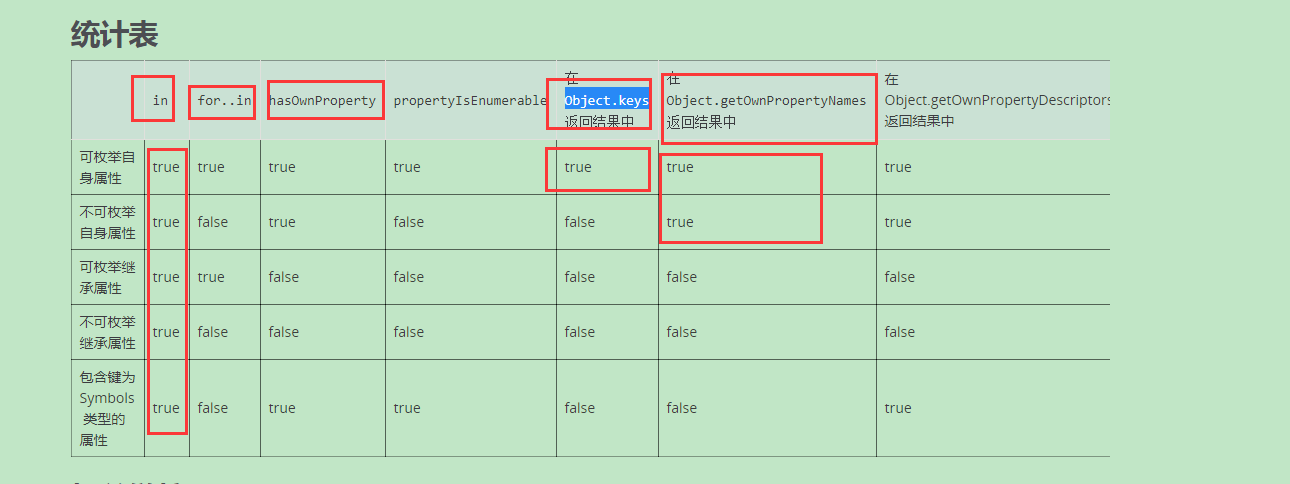 统计表
in
for..in
hasOwnProperty
propertyIsEnumerable
在
Object.keys
返回结果中
在
Object.getOwnPropertyNames
返回结果中
在
Object.getOwnPropertyDescriptors
返回结果中
可枚举自
身属性
true
true
true
true
true
true
true
不可枚举
自身属性
true
false
true
false
false
true
true
可枚举继
承属性
true
true
false
false
false
false
false
不可枚举
继承属性
true
false
false
false
false
false
false
包含键为
Symbols
类型的
属性
true
false
true
true
false
false
true